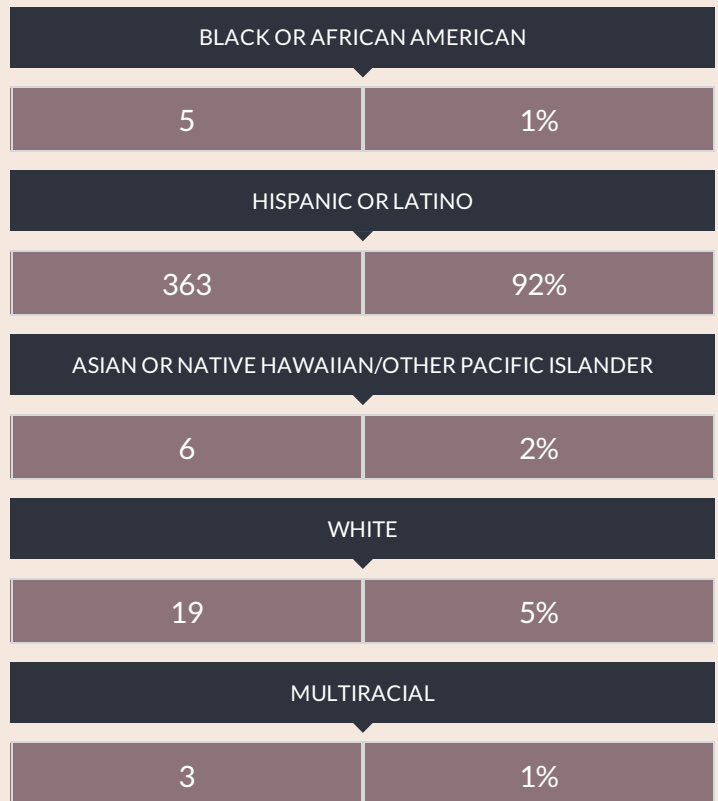 BLACK OR AFRICAN AMERICAN
5 1%
HISPANIC OR LATINO
363 92%
ASIAN OR NATIVE HAWAIIAN/OTHER PACIFIC ISLANDER
6 2%
WHITE
19 5%
MULTIRACIAL
3 1%